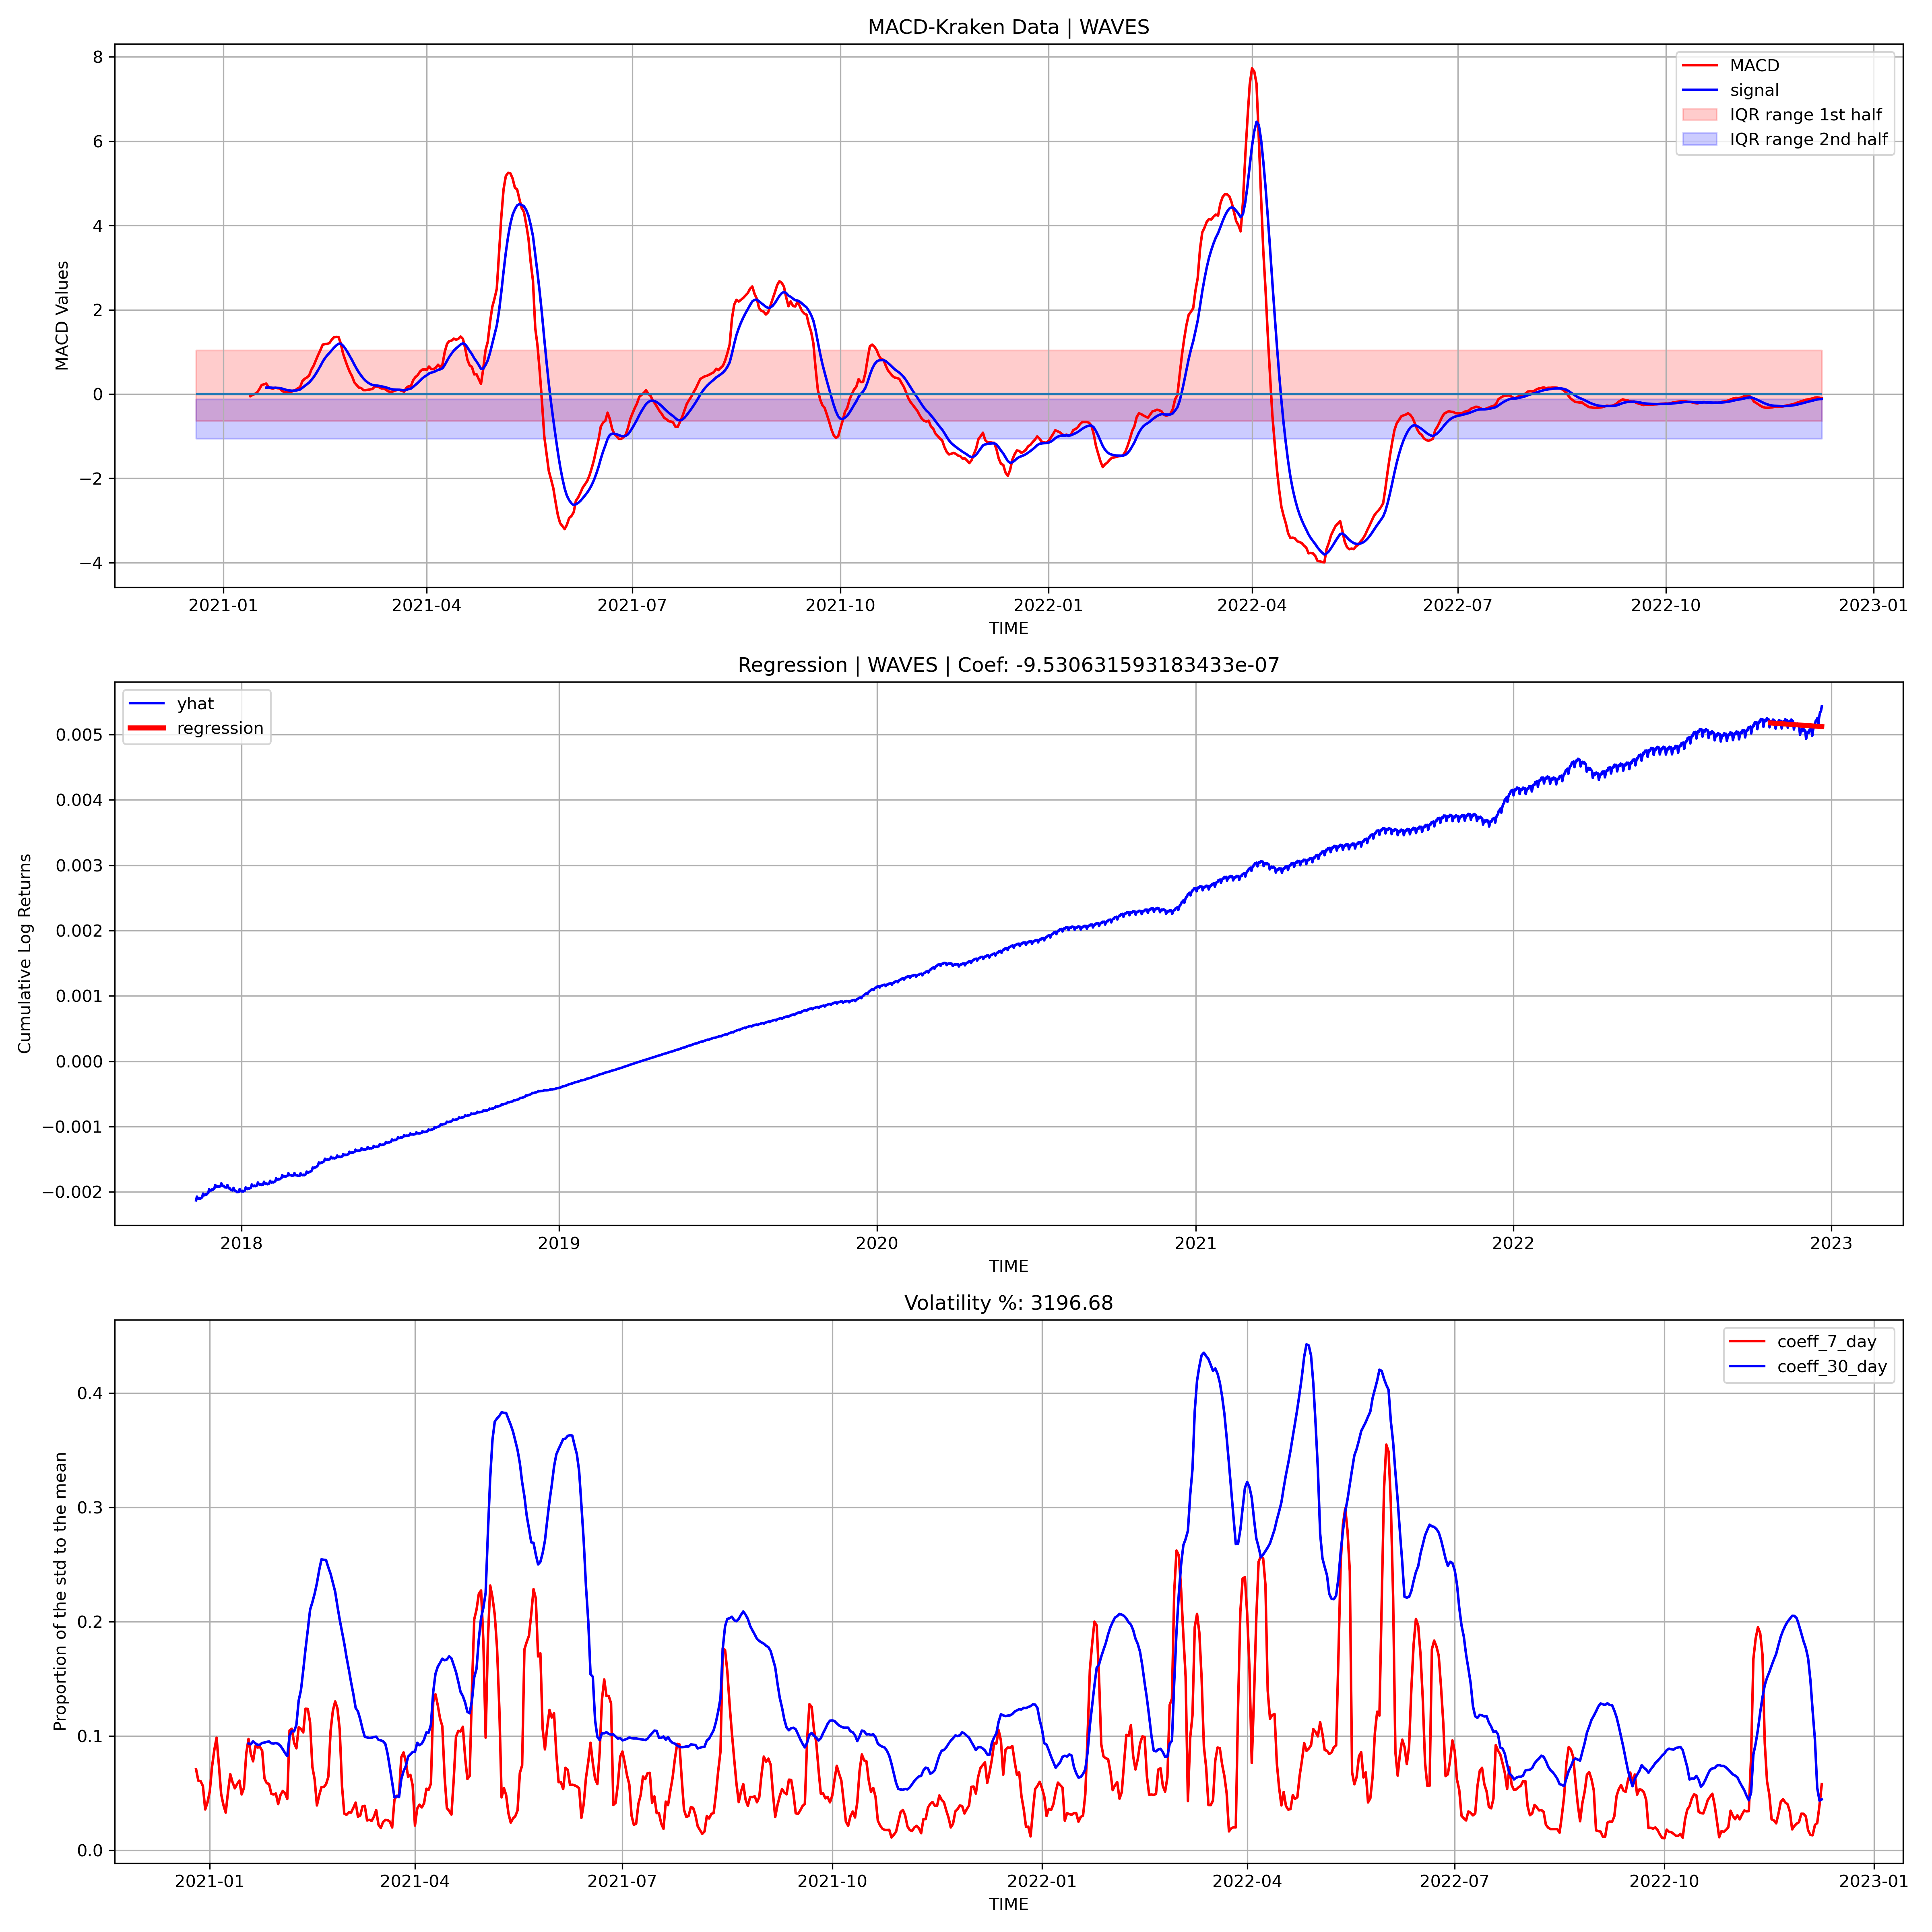 MACD-Kraken Data | WAVES
MACD
signal
IQR range 1st half
IQR range 2nd half
8
6
4
2
0
−2
−4
MACD Values
2021-01 2021-04 2021-07 2021-10 2022-01 2022-04 2022-07 2022-10 2023-01
TIME
Regression | WAVES | Coef: -9.530631593183433e-07
yhat
regression
0.005
0.004
0.003
0.002
0.001
0.000
−0.001
−0.002
Cumulative Log Returns
2018 2019 2020 2021 2022 2023
TIME
Volatility %: 3196.68
coeff_7_day
coeff_30_day
0.4
0.3
0.2
0.1
0.0
Proportion of the std to the mean
2021-01 2021-04 2021-07 2021-10 2022-01 2022-04 2022-07 2022-10 2023-01
TIME